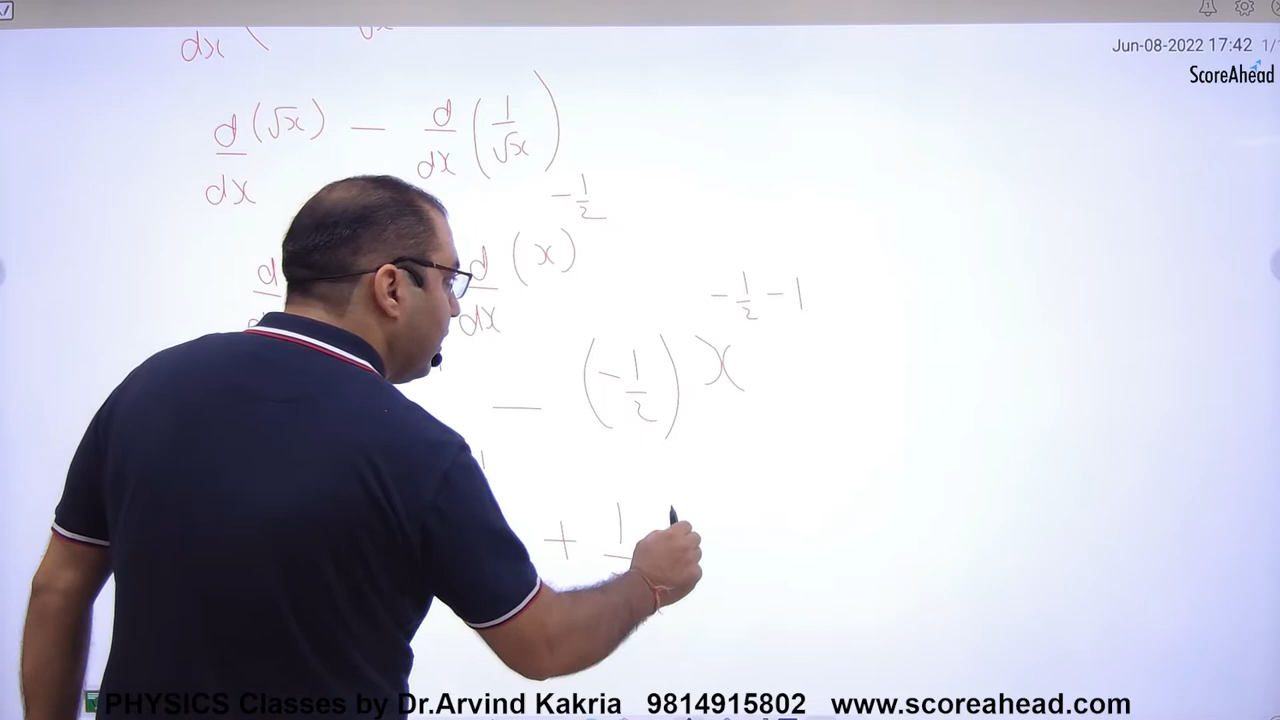 Jun-08-2022 17:42 1/
ScoreAhead
dx
d/dx (√x) − d/dx (1/√x)
d d/dx (x)^(-1/2)
− (-1/2) x^(-1/2 - 1)
+ 1
PHYSICS Classes by Dr.Arvind Kakria 9814915802 www.scoreahead.com